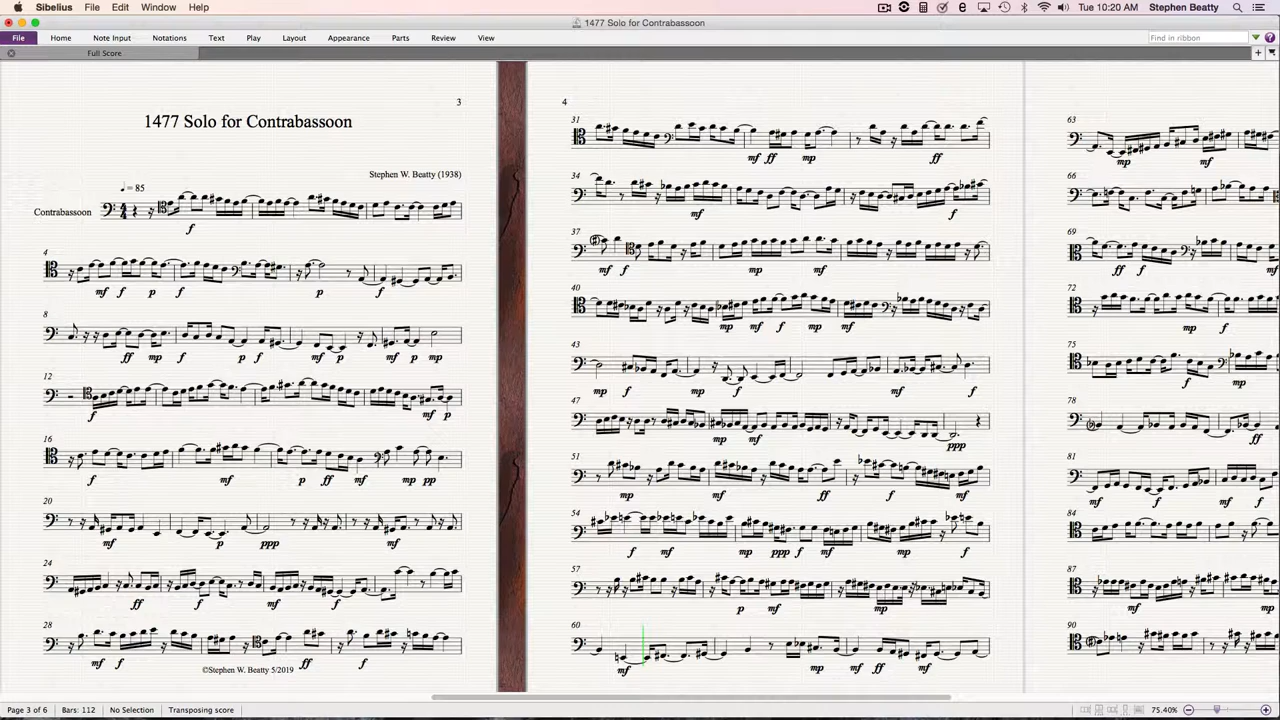 Sibelius File Edit Window Help Tue 10:20 AM Stephen Beatty
1477 Solo for Contrabassoon
File Home Note Input Notations Text Play Layout Appearance Parts Review View Find in ribbon
Full Score
3
1477 Solo for Contrabassoon
Stephen W. Beatty (1938)
= 85
Contrabassoon
f
4
mf f p f p f
8
ff mp f p f mf p mf p mp
12
f mf p
16
f mf p ff mp pp
20
mf p ppp mf
24
ff f mf f
28
mf f ff mf
©Stephen W. Beatty 5/2019
4
31
mf ff mp ff
34
mf f
37
mf f mp mf
40
mp mf f mp mf
43
mp f mp f mf f
47
mp mf ppp
51
mp mf ff mf
54
f mf mp ppp f mf mp f
57
p mf mp
60
mf mp mf mf
63
mp mf
66
69
ff f
72
mp f
75
f mp
78
ff
81
mf mf f
84
87
mf f
90
Page 3 of 6 Bars: 112 No Selection Transposing score 75.40%